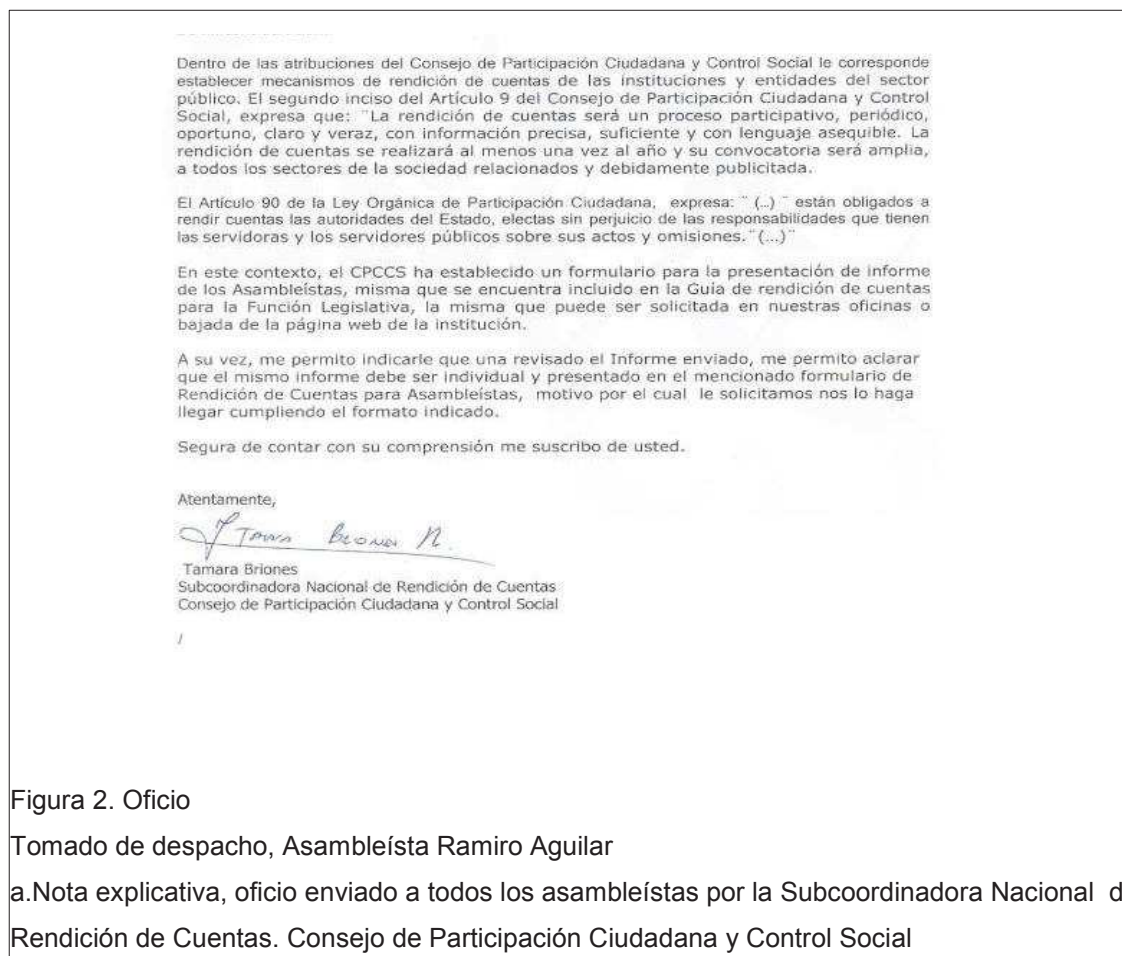 Dentro de las atribuciones del Consejo de Participación Ciudadana y Control Social le corresponde
establecer mecanismos de rendición de cuentas de las instituciones y entidades del sector
público. El segundo inciso del Artículo 9 del Consejo de Participación Ciudadana y Control
Social, expresa que: ¨La rendición de cuentas será un proceso participativo, periódico,
oportuno, claro y veraz, con información precisa, suficiente y con lenguaje asequible. La
rendición de cuentas se realizará al menos una vez al año y su convocatoria será amplia,
a todos los sectores de la sociedad relacionados y debidamente publicitada.
El Artículo 90 de la Ley Orgánica de Participación Ciudadana, expresa: ¨ (…) ¨ están obligados a
rendir cuentas las autoridades del Estado, electas sin perjuicio de las responsabilidades que tienen
las servidoras y los servidores públicos sobre sus actos y omisiones.¨(...)¨
En este contexto, el CPCCS ha establecido un formulario para la presentación de informe
de los Asambleístas, misma que se encuentra incluido en la Guía de rendición de cuentas
para la Función Legislativa, la misma que puede ser solicitada en nuestras oficinas o
bajada de la página web de la institución.
A su vez, me permito indicarle que una revisado el Informe enviado, me permito aclarar
que el mismo informe debe ser individual y presentado en el mencionado formulario de
Rendición de Cuentas para Asambleístas, motivo por el cual le solicitamos nos lo haga
llegar cumpliendo el formato indicado.
Segura de contar con su comprensión me suscribo de usted.
Atentamente,
Tamara Briones
Subcoordinadora Nacional de Rendición de Cuentas
Consejo de Participación Ciudadana y Control Social
/
Figura 2. Oficio
Tomado de despacho, Asambleísta Ramiro Aguilar
a.Nota explicativa, oficio enviado a todos los asambleístas por la Subcoordinadora Nacional d
Rendición de Cuentas. Consejo de Participación Ciudadana y Control Social